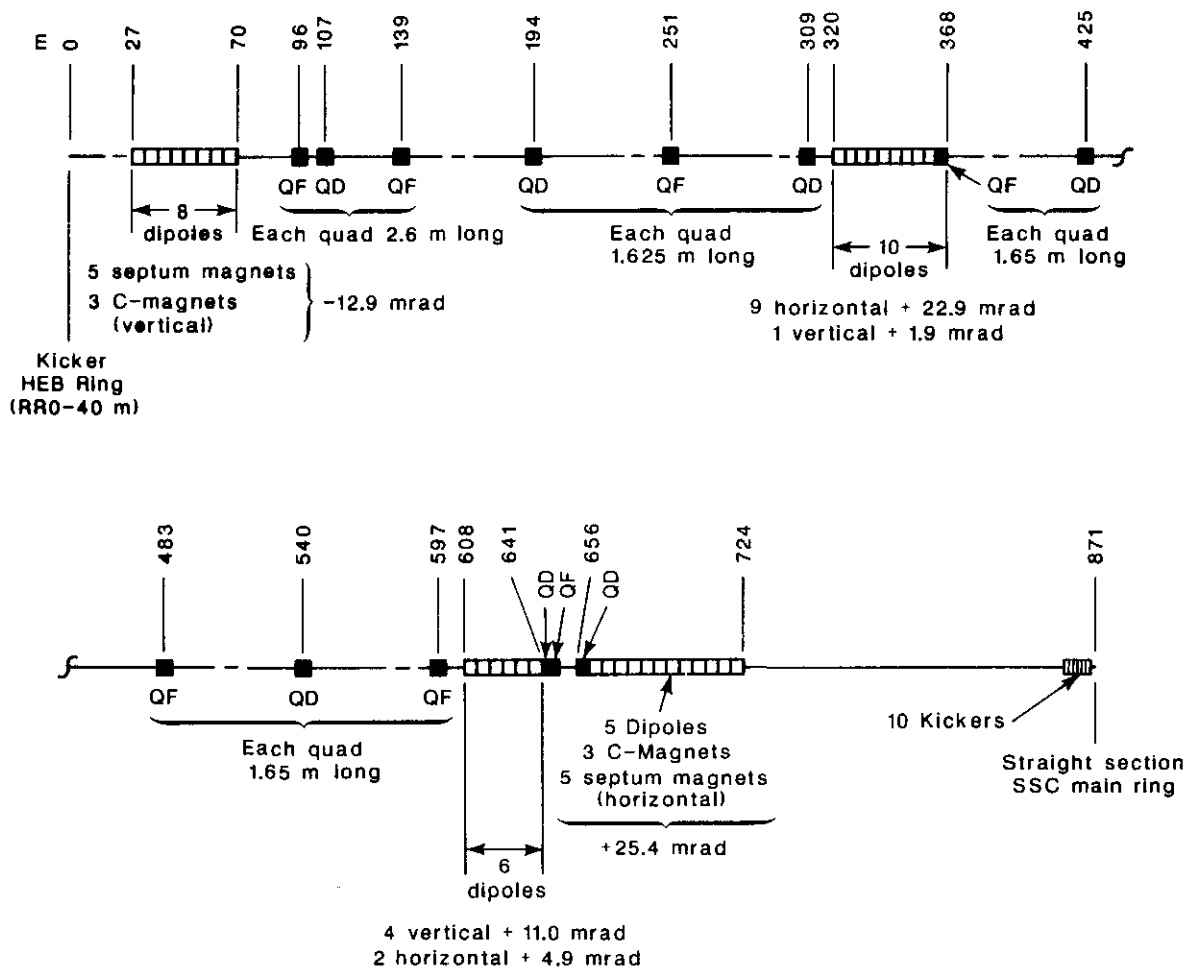 m 0 27 70 96 107 139 194 251 309 320 368 425
QF QD QF QD QF QD QF QD
8
dipoles
Each quad 2.6 m long
Each quad
1.625 m long
10
dipoles
Each quad
1.65 m long
5 septum magnets
3 C-magnets
(vertical)
-12.9 mrad
9 horizontal + 22.9 mrad
1 vertical + 1.9 mrad
Kicker
HEB Ring
(RR0-40 m)
483 540 597 608 641 656 724 871
QD QF QD
QF QD QF
Each quad
1.65 m long
5 Dipoles
3 C-Magnets
5 septum magnets
(horizontal)
+25.4 mrad
10 Kickers
Straight section
SSC main ring
6
dipoles
4 vertical + 11.0 mrad
2 horizontal + 4.9 mrad